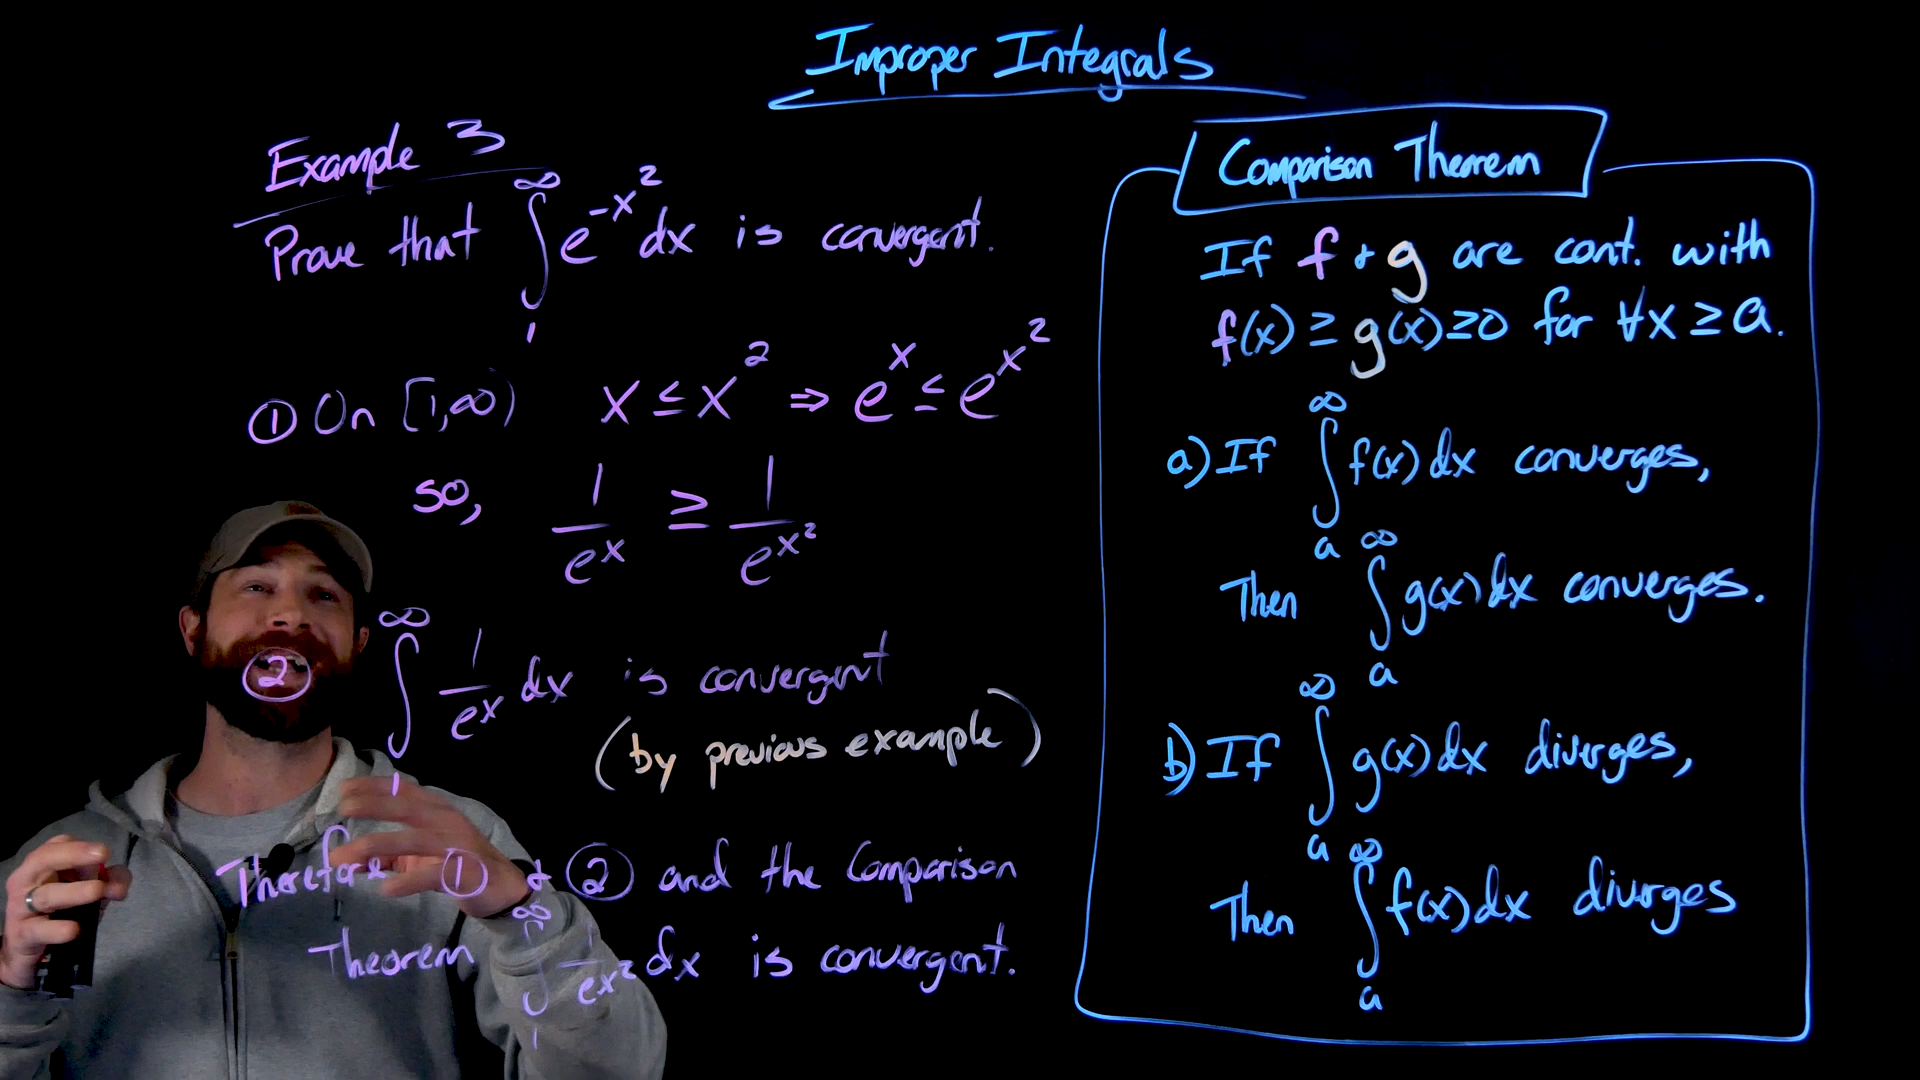 Improper Integrals
Example 3
Prove that ∫₁^∞ e^(-x²) dx is convergent.
① On [1,∞) x ≤ x² ⇒ e^x ≤ e^(x²)
so, 1/e^x ≥ 1/e^(x²)
② ∫₁^∞ 1/e^x dx is convergent
(by previous example)
Therefore ① & ② and the Comparison
Theorem ∫₁^∞ 1/e^(x²) dx is convergent.
Comparison Theorem
If f & g are cont. with
f(x) ≥ g(x) ≥ 0 for ∀x ≥ a.
a) If ∫ₐ^∞ f(x) dx converges,
Then ∫ₐ^∞ g(x) dx converges.
b) If ∫ₐ^∞ g(x) dx diverges,
Then ∫ₐ^∞ f(x) dx diverges